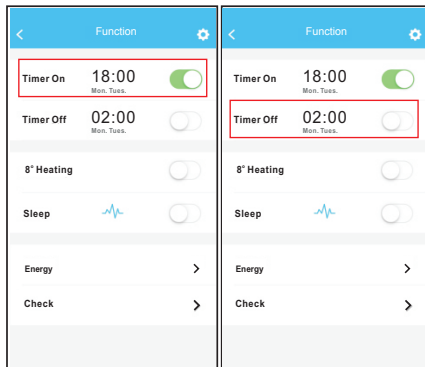 Function
Timer On 18:00
Mon. Tues.
Timer Off 02:00
Mon. Tues.
8° Heating
Sleep
Energy
Check
Function
Timer On 18:00
Mon. Tues.
Timer Off 02:00
Mon. Tues.
8° Heating
Sleep
Energy
Check